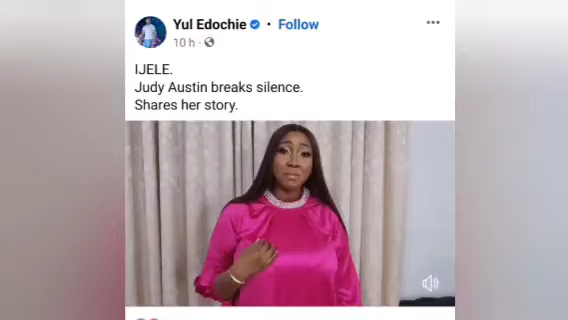 Yul Edochie • Follow
10 h ·
IJELE.
Judy Austin breaks silence.
Shares her story.